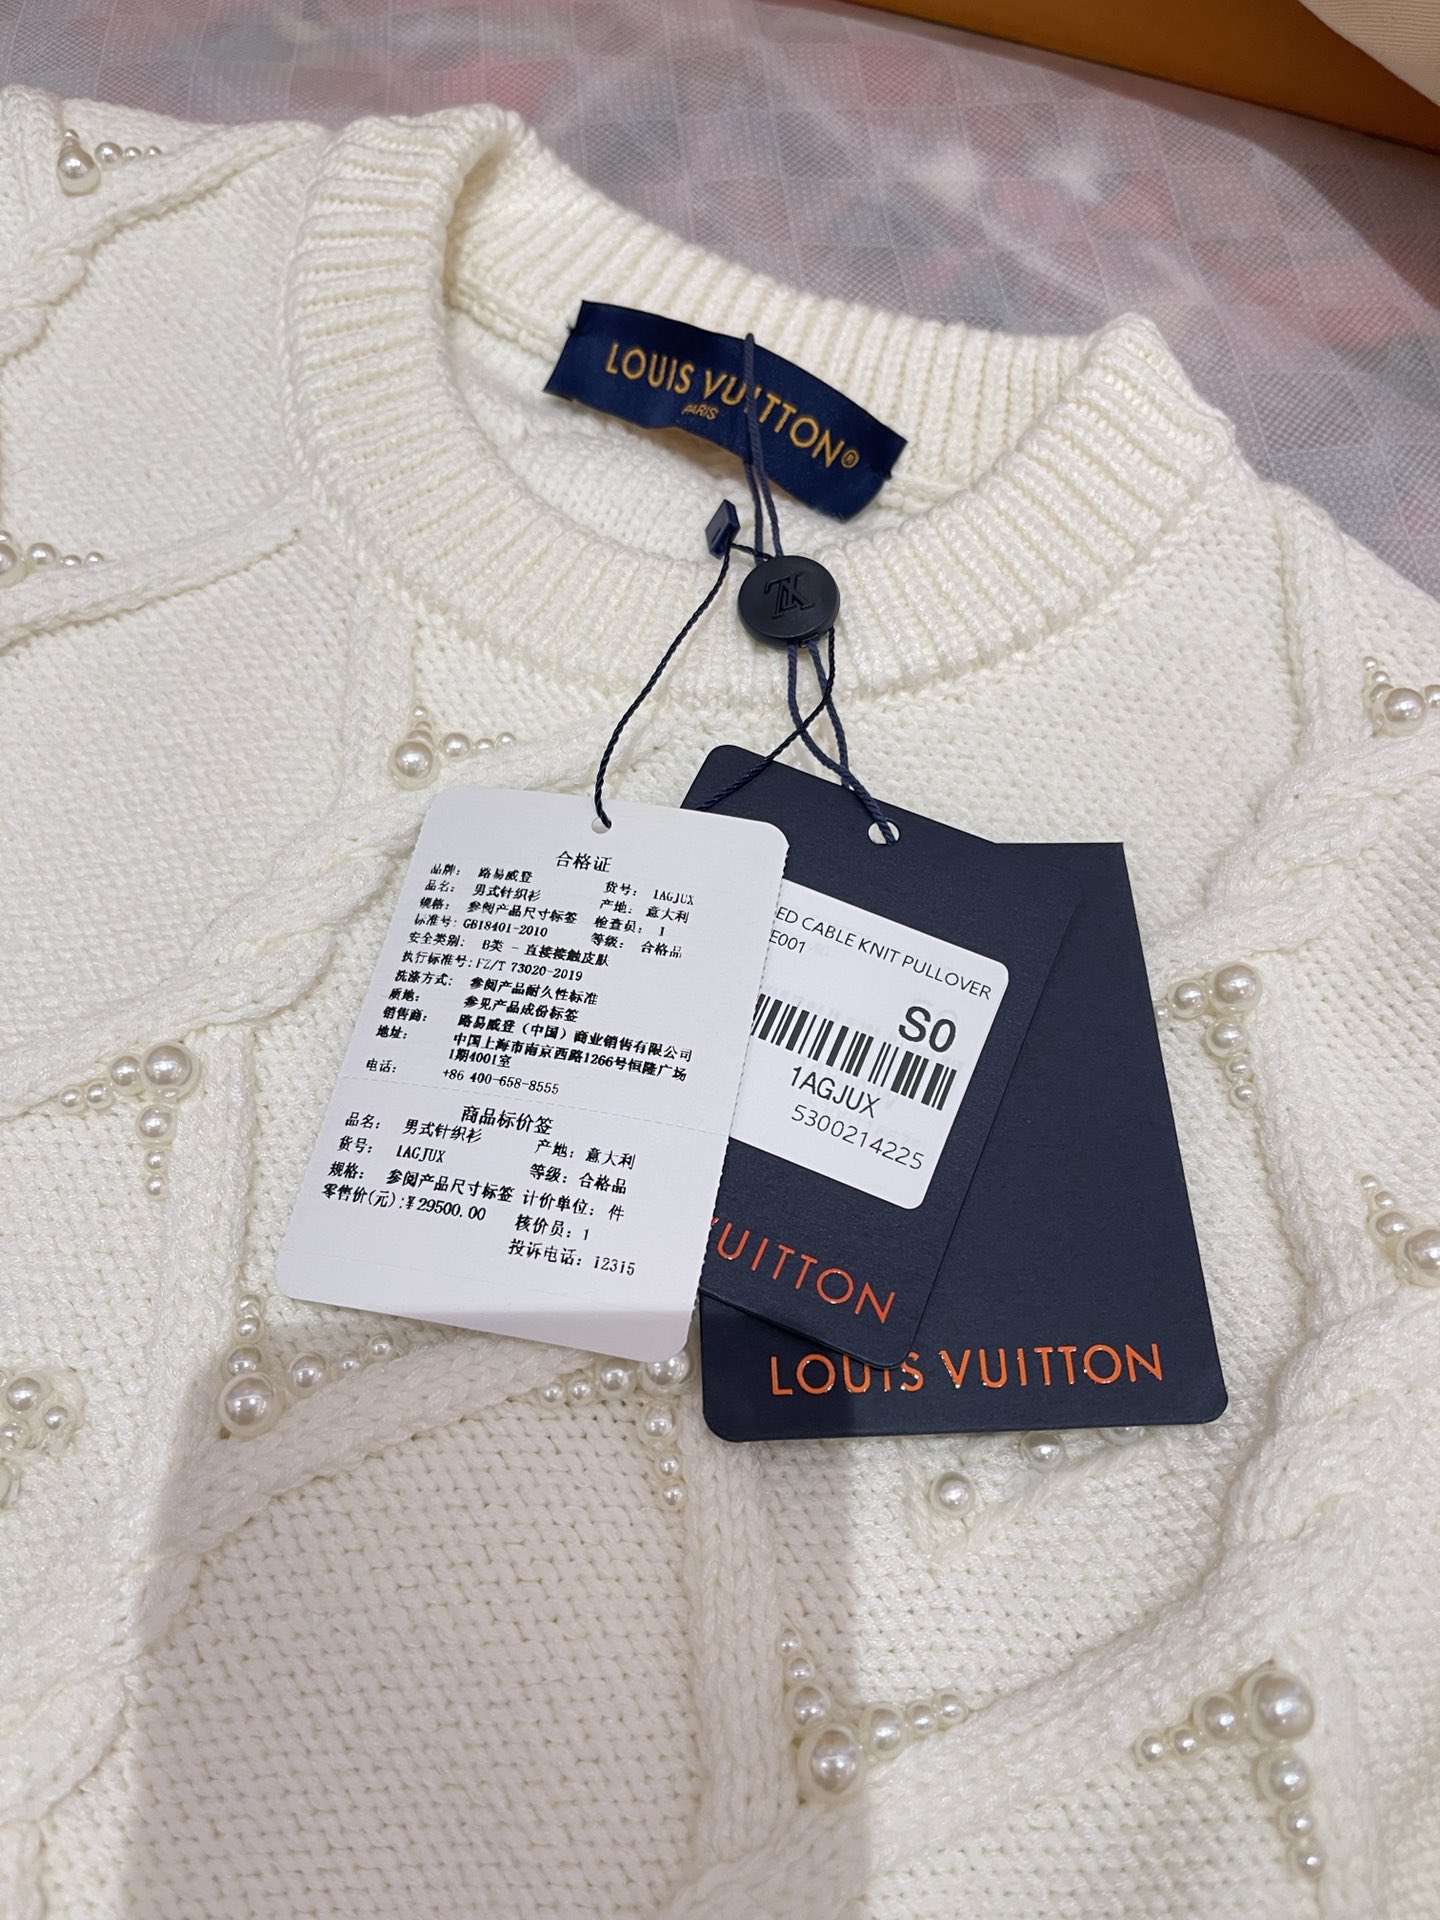 LOUIS VUITTON®
PARIS
合格证
品牌: 路易威登
货号: 1AGJUX
品名: 男式针织衫
产地: 意大利
规格: 参阅产品尺寸标签
检查员: 1
标准号: GB18401-2010
等级: 合格品
安全类别: B类 - 直接接触皮肤
执行标准号: FZ/T 73020-2019
洗涤方式: 参阅产品耐久性标准
质地: 参见产品成份标签
销售商: 路易威登（中国）商业销售有限公司
地址: 中国上海市南京西路1266号恒隆广场
1期4001室
电话: +86 400-658-8555
商品标价签
品名: 男式针织衫
产地: 意大利
货号: 1AGJUX
等级: 合格品
规格: 参阅产品尺寸标签 计价单位: 件
零售价(元):¥29500.00
核价员: 1
投诉电话: 12315
ED CABLE KNIT PULLOVER
E001
S0
1AGJUX
5300214225
VUITTON
LOUIS VUITTON